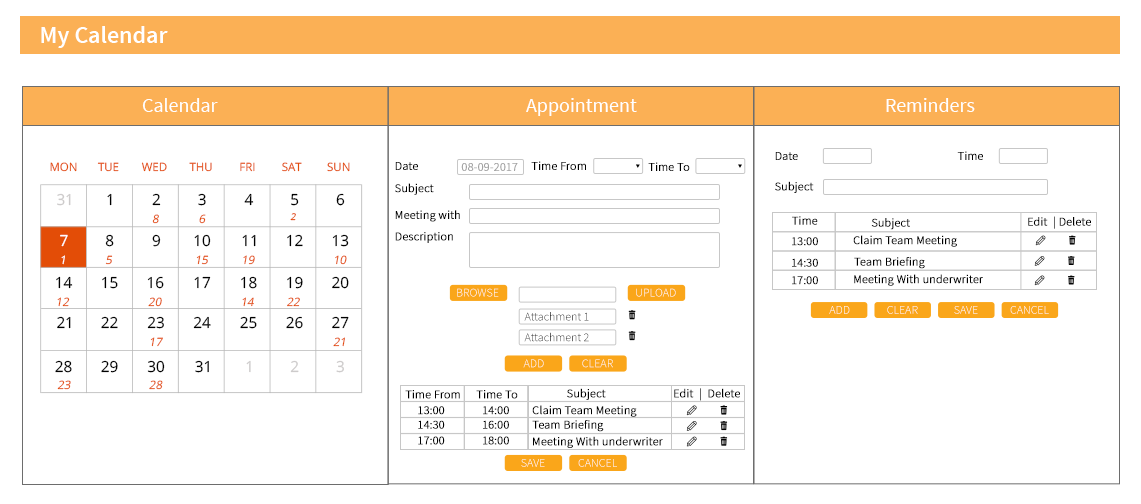 My Calendar
Calendar
MON TUE WED THU FRI SAT SUN
31 1 2 3 4 5 6
8 6 2
7 8 9 10 11 12 13
1 5 15 19 10
14 15 16 17 18 19 20
12 20 14 22
21 22 23 24 25 26 27
17 21
28 29 30 31 1 2 3
23 28
Appointment
Date 08-09-2017 Time From Time To
Subject
Meeting with
Description
BROWSE UPLOAD
Attachment 1
Attachment 2
ADD CLEAR
Time From Time To Subject Edit | Delete
13:00 14:00 Claim Team Meeting
14:30 16:00 Team Briefing
17:00 18:00 Meeting With underwriter
SAVE CANCEL
Reminders
Date Time
Subject
Time Subject Edit | Delete
13:00 Claim Team Meeting
14:30 Team Briefing
17:00 Meeting With underwriter
ADD CLEAR SAVE CANCEL